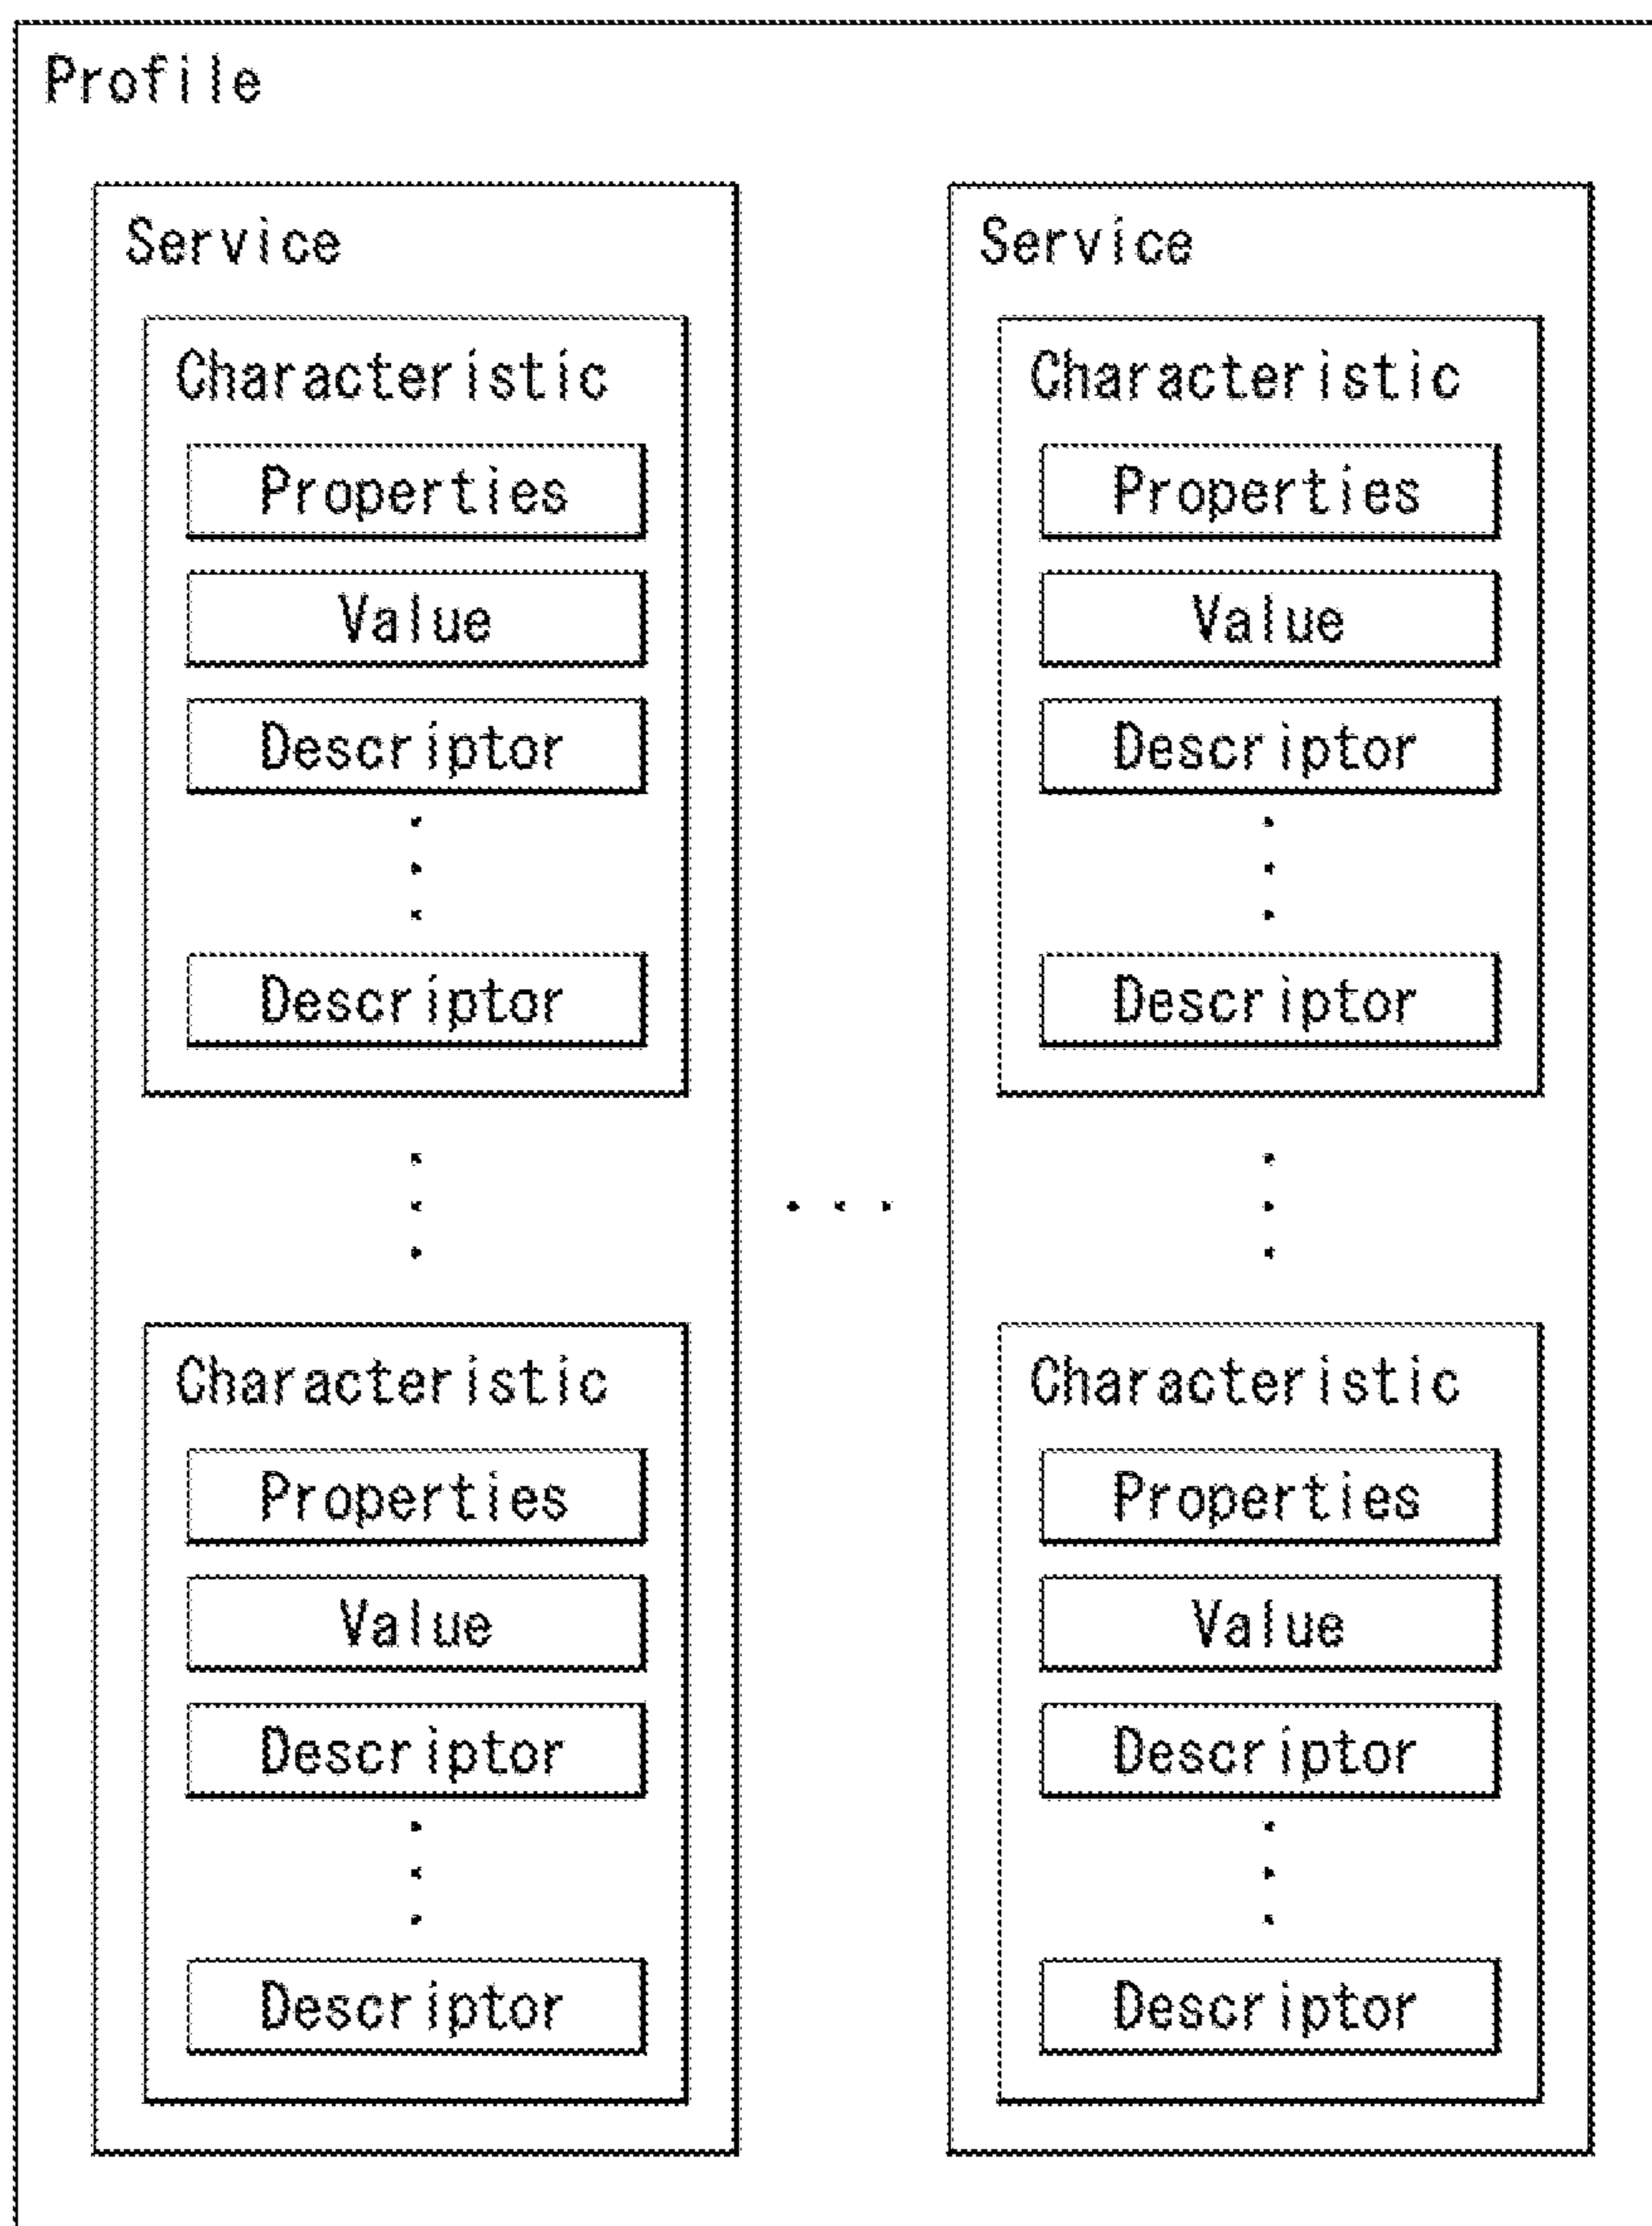 Profile
Service
Characteristic
Properties
Value
Descriptor
Descriptor
Characteristic
Properties
Value
Descriptor
Descriptor
Service
Characteristic
Properties
Value
Descriptor
Descriptor
Characteristic
Properties
Value
Descriptor
Descriptor